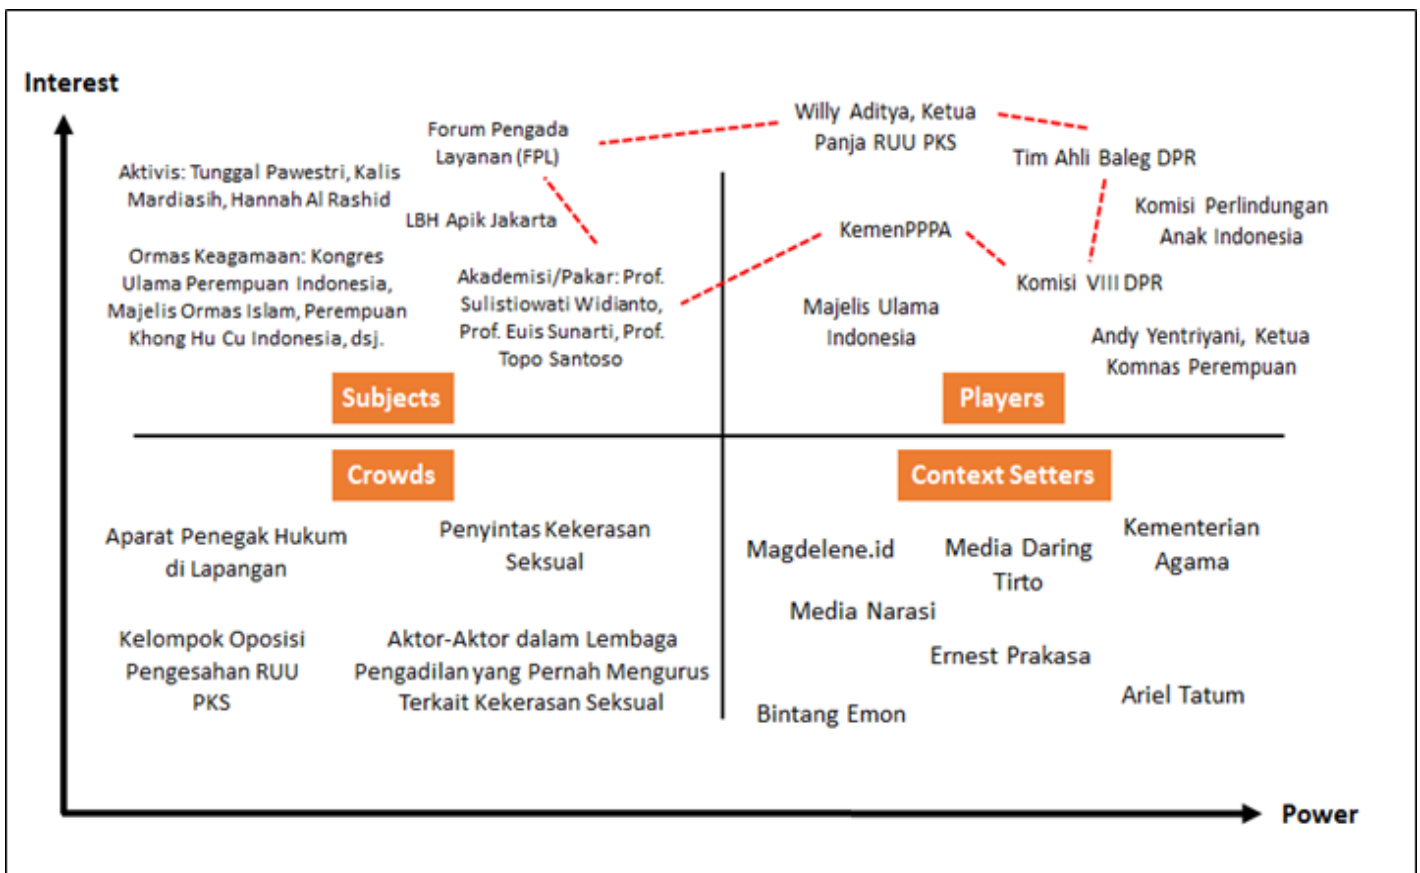 Interest
Aktivis: Tunggal Pawestri, Kalis
Mardiasih, Hannah Al Rashid
Forum Pengada
Layanan (FPL)
LBH Apik Jakarta
Ormas Keagamaan: Kongres
Ulama Perempuan Indonesia,
Majelis Ormas Islam, Perempuan
Khong Hu Cu Indonesia, dsj.
Akademisi/Pakar: Prof.
Sulistiowati Widianto,
Prof. Euis Sunarti, Prof.
Topo Santoso
Subjects
Willy Aditya, Ketua
Panja RUU PKS
Tim Ahli Baleg DPR
Komisi Perlindungan
Anak Indonesia
KemenPPPA
Komisi VIII DPR
Majelis Ulama
Indonesia
Andy Yentriyani, Ketua
Komnas Perempuan
Players
Crowds
Aparat Penegak Hukum
di Lapangan
Penyintas Kekerasan
Seksual
Kelompok Oposisi
Pengesahan RUU
PKS
Aktor-Aktor dalam Lembaga
Pengadilan yang Pernah Mengurus
Terkait Kekerasan Seksual
Context Setters
Magdelene.id
Media Daring
Tirto
Kementerian
Agama
Media Narasi
Ernest Prakasa
Ariel Tatum
Bintang Emon
Power